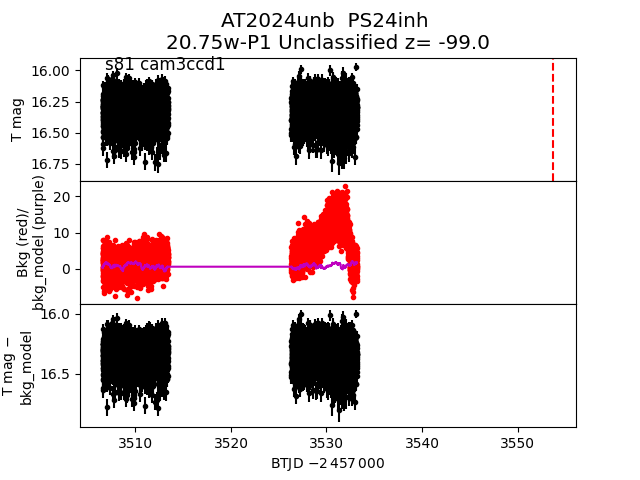 AT2024unb  PS24inh
20.75w-P1 Unclassified z= -99.0
s81 cam3ccd1
16.00
16.25
16.50
16.75
T mag
20
10
0
Bkg (red)/
bkg_model (purple)
16.0
16.5
T mag −
bkg_model
3510 3520 3530 3540 3550
BTJD −2 457 000